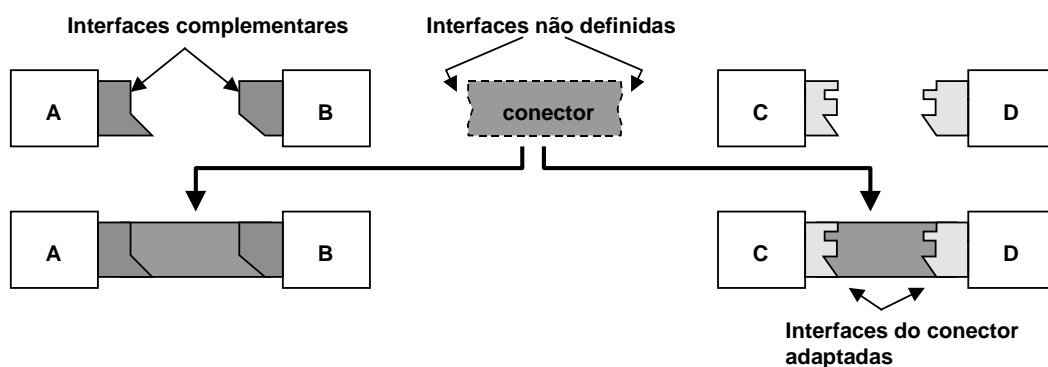 Interfaces complementares
Interfaces não definidas
A
B
conector
C
D
A
B
C
D
Interfaces do conector
adaptadas